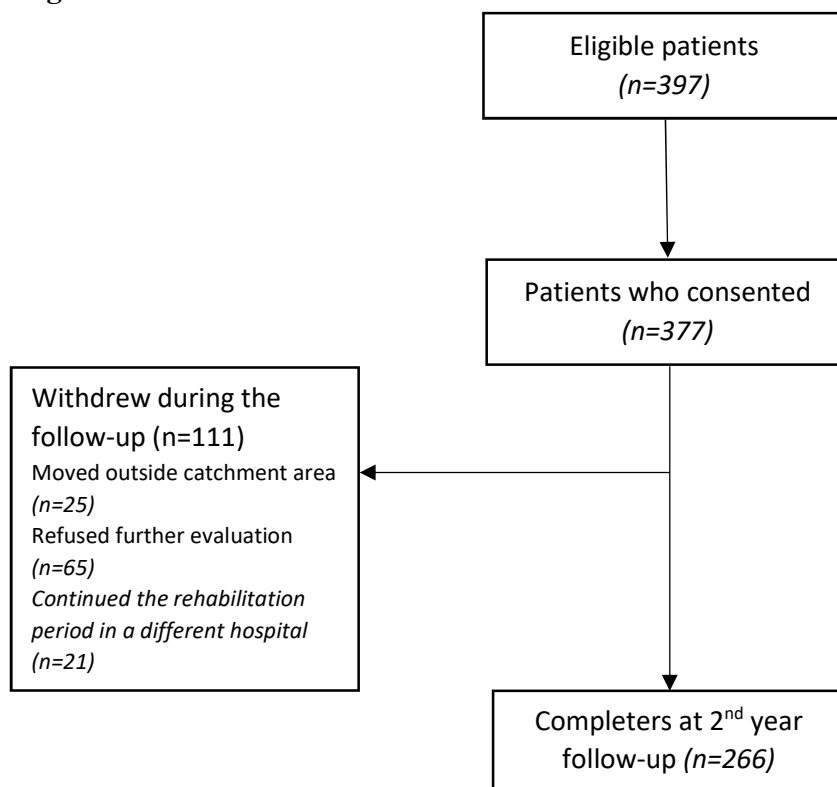 Eligible patients
(n=397)
Patients who consented
(n=377)
Withdrew during the
follow-up (n=111)
Moved outside catchment area
(n=25)
Refused further evaluation
(n=65)
Continued the rehabilitation
period in a different hospital
(n=21)
Completers at 2nd year
follow-up (n=266)